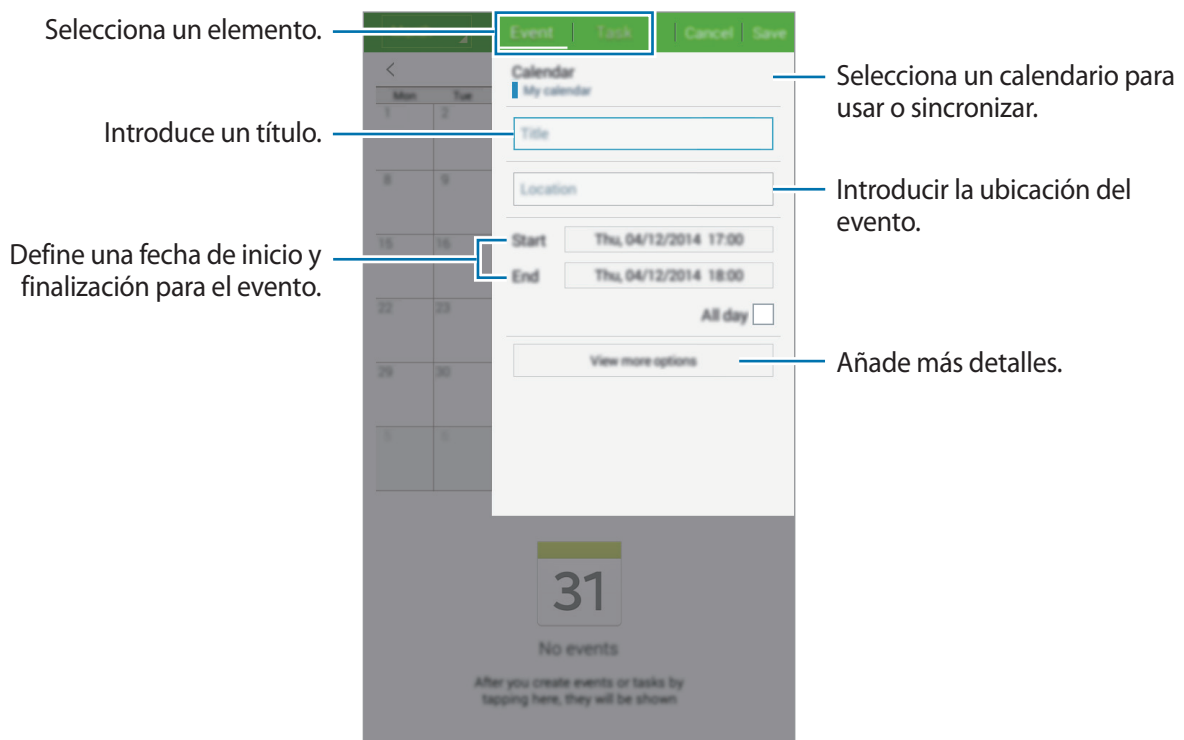 Selecciona un elemento.
Event Task Cancel Save
Calendar
My calendar
Selecciona un calendario para
usar o sincronizar.
Mon Tue
1 2
Introduce un título.
Title
8 9
Location
Introducir la ubicación del
evento.
Define una fecha de inicio y
finalización para el evento.
15 16
Start Thu, 04/12/2014 17:00
End Thu, 04/12/2014 18:00
22 23
All day
View more options
Añade más detalles.
29 30
31
No events
After you create events or tasks by
tapping here, they will be shown